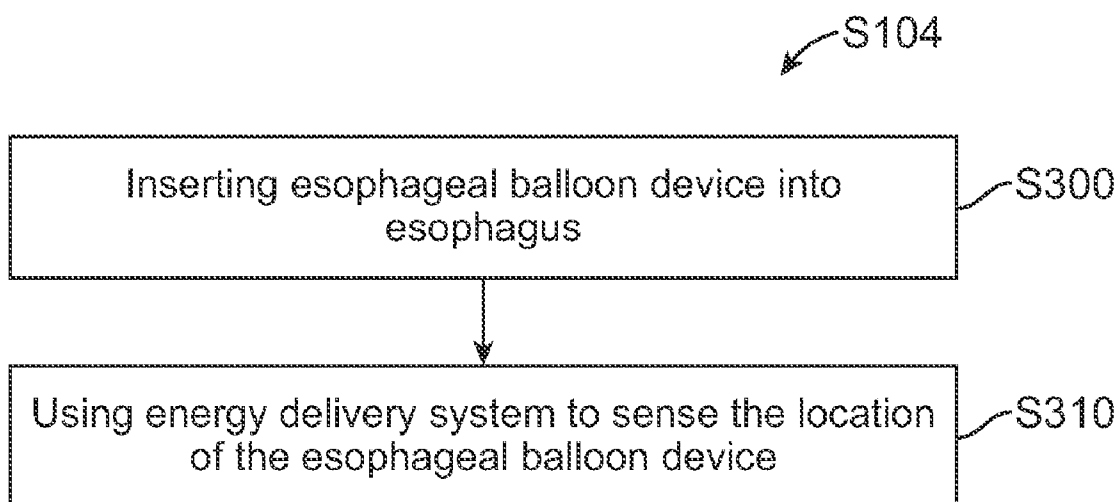 S104
Inserting esophageal balloon device into
esophagus
S300
Using energy delivery system to sense the location
of the esophageal balloon device
S310